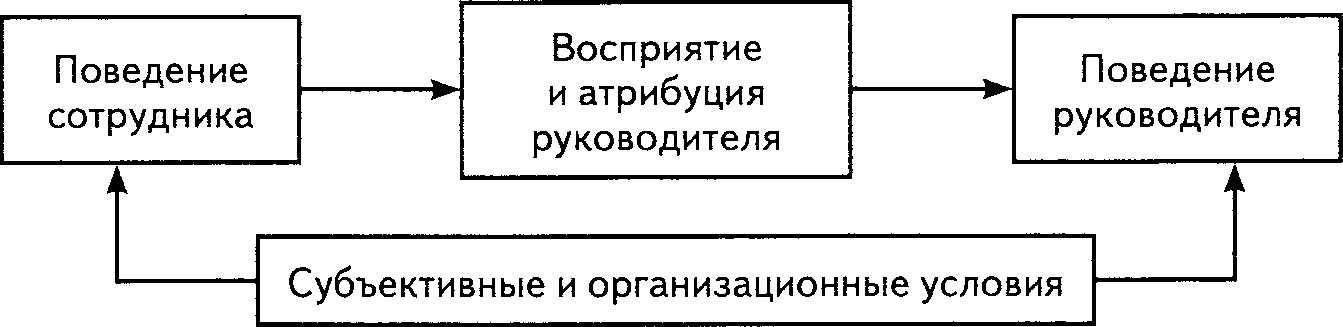 Поведение
сотрудника
Восприятие
и атрибуция
руководителя
Поведение
руководителя
Субъективные и организационные условия